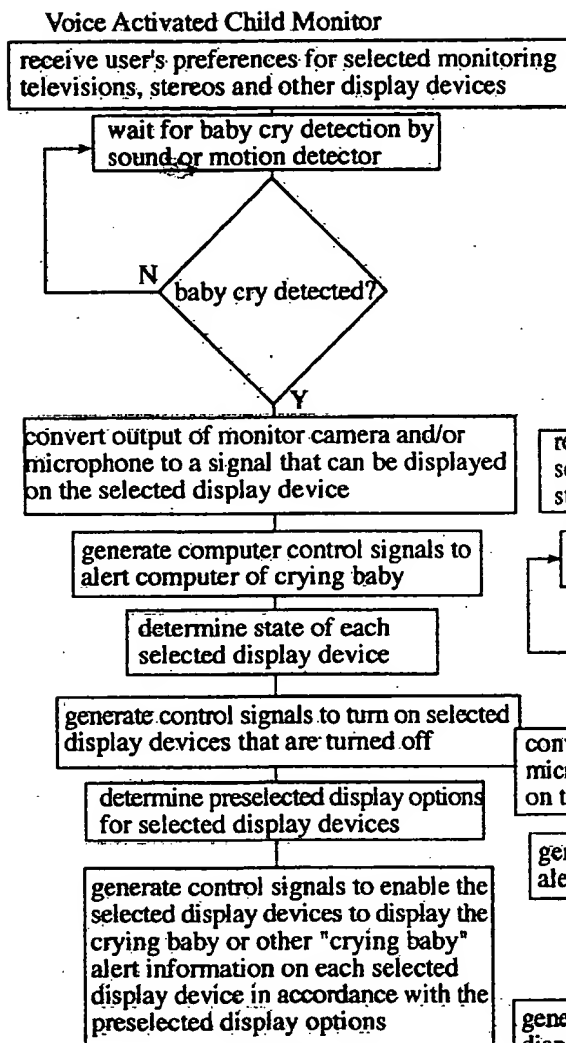 Voice Activated Child Monitor
receive user's preferences for selected monitoring
televisions, stereos and other display devices
wait for baby cry detection by
sound or motion detector
N
baby cry detected?
Y
convert output of monitor camera and/or
microphone to a signal that can be displayed
on the selected display device
generate computer control signals to
alert computer of crying baby
determine state of each
selected display device
generate control signals to turn on selected
display devices that are turned off
determine preselected display options
for selected display devices
generate control signals to enable the
selected display devices to display the
crying baby or other "crying baby"
alert information on each selected
display device in accordance with the
preselected display options